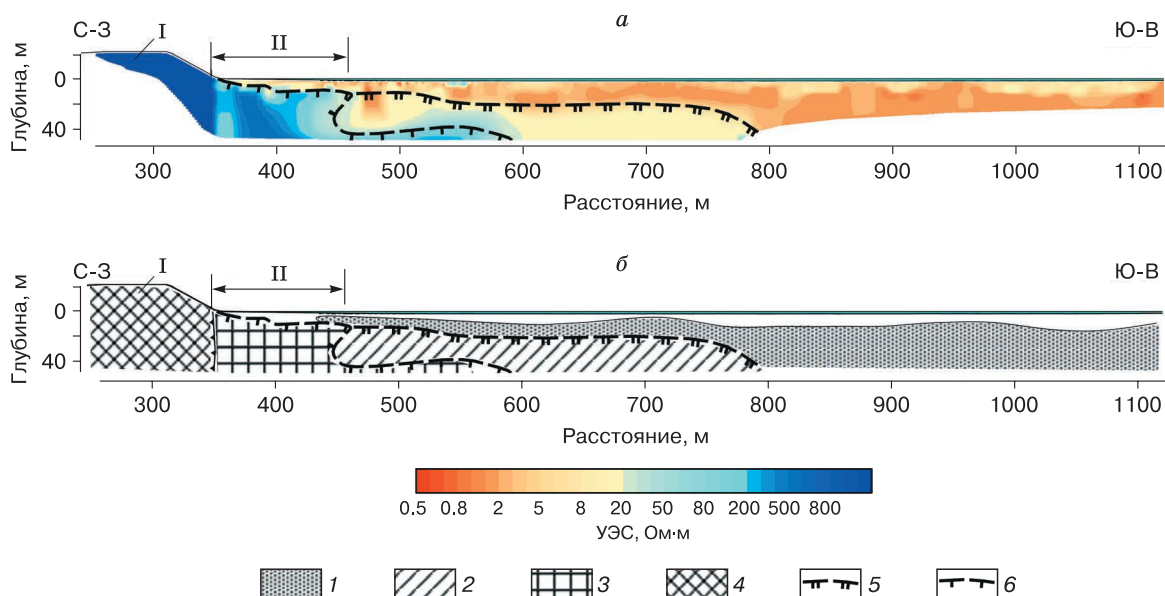 а
С-З I II Ю-В
Глубина, м
0
40
300 400 500 600 700 800 900 1000 1100
Расстояние, м
б
С-З I II Ю-В
Глубина, м
0
40
300 400 500 600 700 800 900 1000 1100
Расстояние, м
0.5 0.8 2 5 8 20 50 80 200 500 800
УЭС, Ом·м
1 2 3 4 5 6